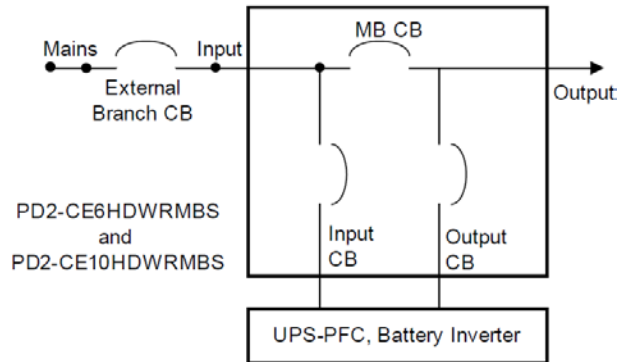 Mains
Input
MB CB
External
Branch CB
Output:
PD2-CE6HDWRMBS
and
PD2-CE10HDWRMBS
Input
CB
Output
CB
UPS-PFC, Battery Inverter